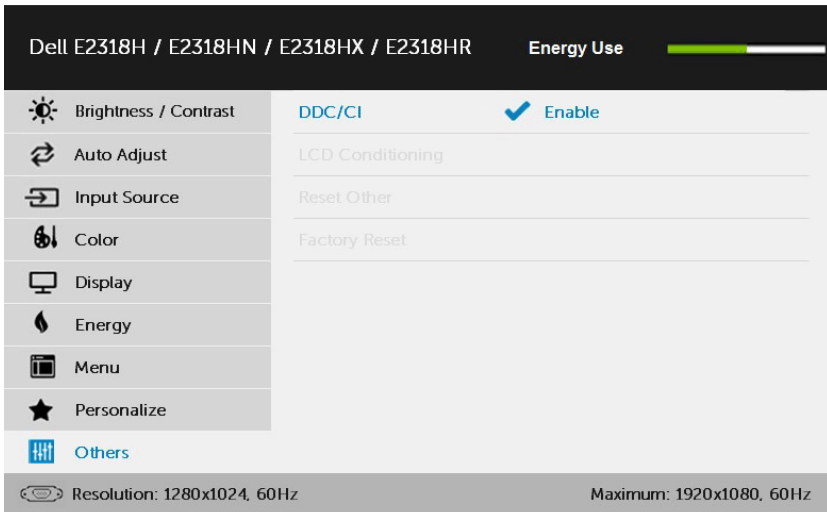 Dell E2318H / E2318HN / E2318HX / E2318HR Energy Use
Brightness / Contrast DDC/CI Enable
Auto Adjust LCD Conditioning
Input Source Reset Other
Color Factory Reset
Display
Energy
Menu
Personalize
Others
Resolution: 1280x1024, 60Hz Maximum: 1920x1080, 60Hz